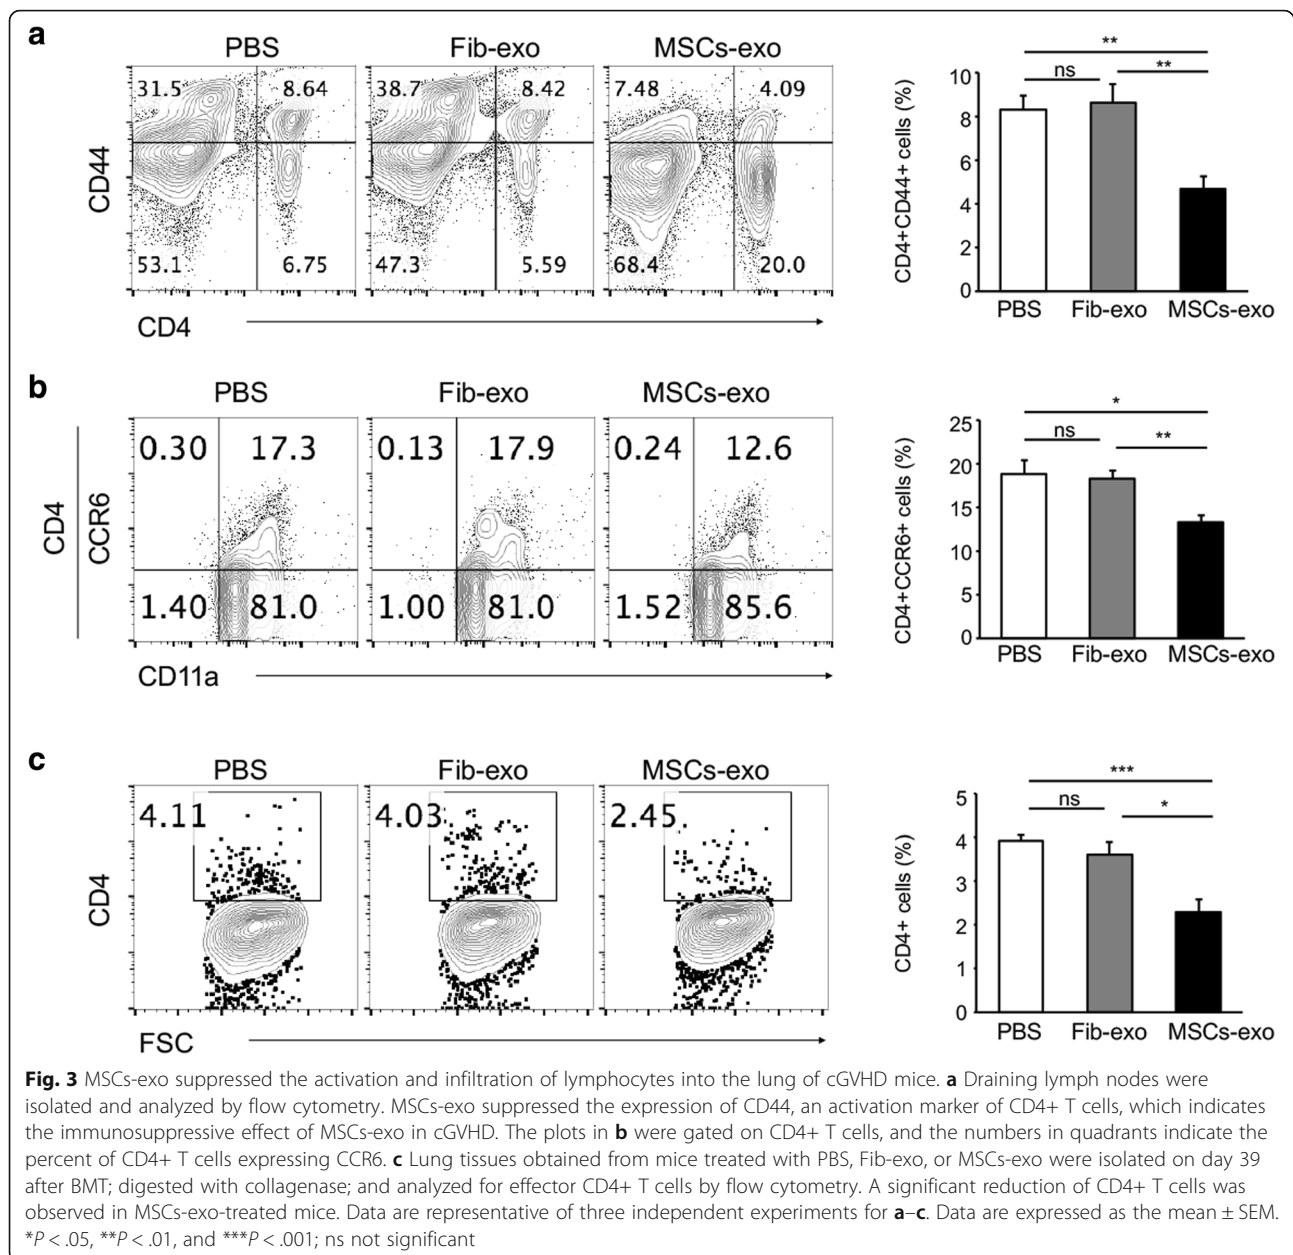 a
PBS
Fib-exo
MSCs-exo
31.5
8.64
38.7
8.42
7.48
4.09
53.1
6.75
47.3
5.59
68.4
20.0
CD44
CD4
**
ns
**
10
8
6
4
2
0
CD4+CD44+ cells (%)
PBS
Fib-exo
MSCs-exo
b
PBS
Fib-exo
MSCs-exo
0.30
17.3
0.13
17.9
0.24
12.6
1.40
81.0
1.00
81.0
1.52
85.6
CD4
CCR6
CD11a
*
ns
**
25
20
15
10
5
0
CD4+CCR6+ cells (%)
PBS
Fib-exo
MSCs-exo
c
PBS
Fib-exo
MSCs-exo
4.11
4.03
2.45
CD4
FSC
***
ns
*
5
4
3
2
1
0
CD4+ cells (%)
PBS
Fib-exo
MSCs-exo
Fig. 3 MSCs-exo suppressed the activation and infiltration of lymphocytes into the lung of cGVHD mice. a Draining lymph nodes were
isolated and analyzed by flow cytometry. MSCs-exo suppressed the expression of CD44, an activation marker of CD4+ T cells, which indicates
the immunosuppressive effect of MSCs-exo in cGVHD. The plots in b were gated on CD4+ T cells, and the numbers in quadrants indicate the
percent of CD4+ T cells expressing CCR6. c Lung tissues obtained from mice treated with PBS, Fib-exo, or MSCs-exo were isolated on day 39
after BMT; digested with collagenase; and analyzed for effector CD4+ T cells by flow cytometry. A significant reduction of CD4+ T cells was
observed in MSCs-exo-treated mice. Data are representative of three independent experiments for a–c. Data are expressed as the mean ± SEM.
*P < .05, **P < .01, and ***P < .001; ns not significant